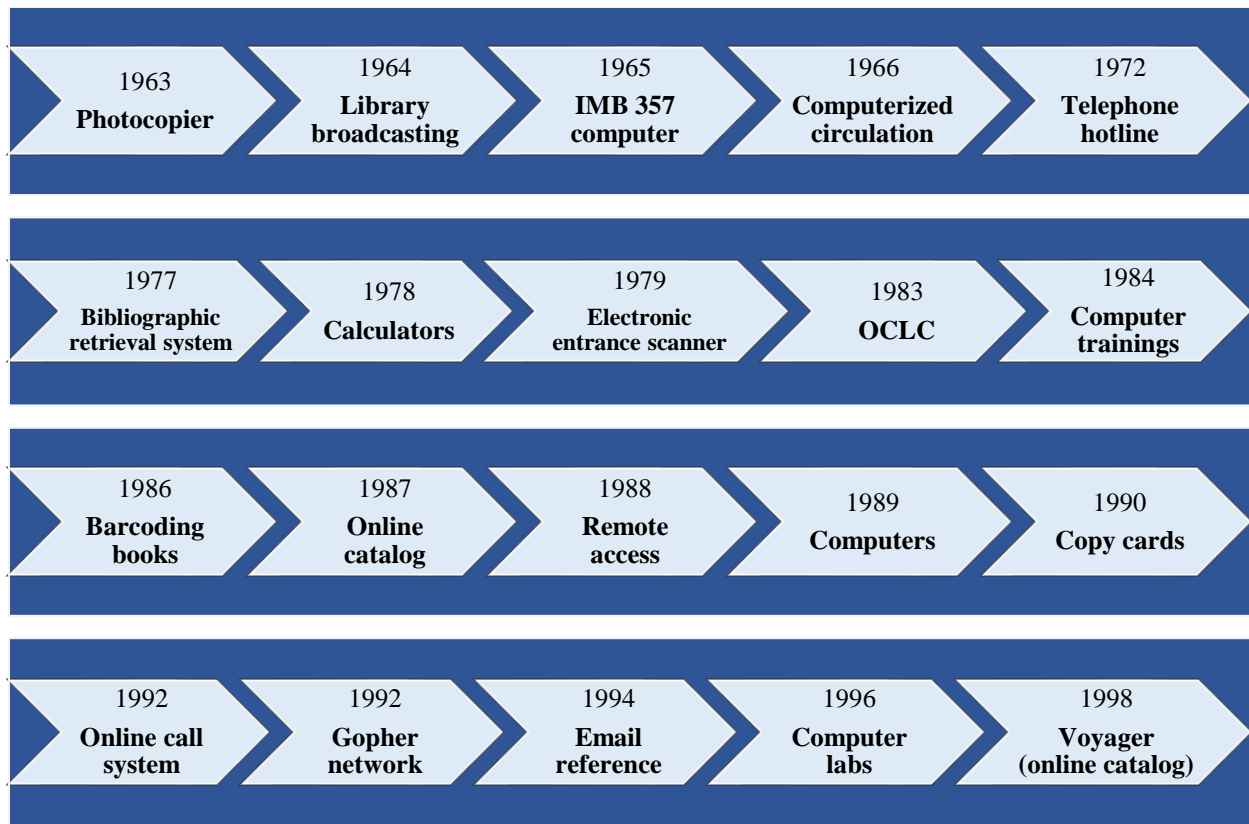 1963
Photocopier
1964
Library
broadcasting
1965
IMB 357
computer
1966
Computerized
circulation
1972
Telephone
hotline
1977
Bibliographic
retrieval system
1978
Calculators
1979
Electronic
entrance scanner
1983
OCLC
1984
Computer
trainings
1986
Barcoding
books
1987
Online
catalog
1988
Remote
access
1989
Computers
1990
Copy cards
1992
Online call
system
1992
Gopher
network
1994
Email
reference
1996
Computer
labs
1998
Voyager
(online catalog)